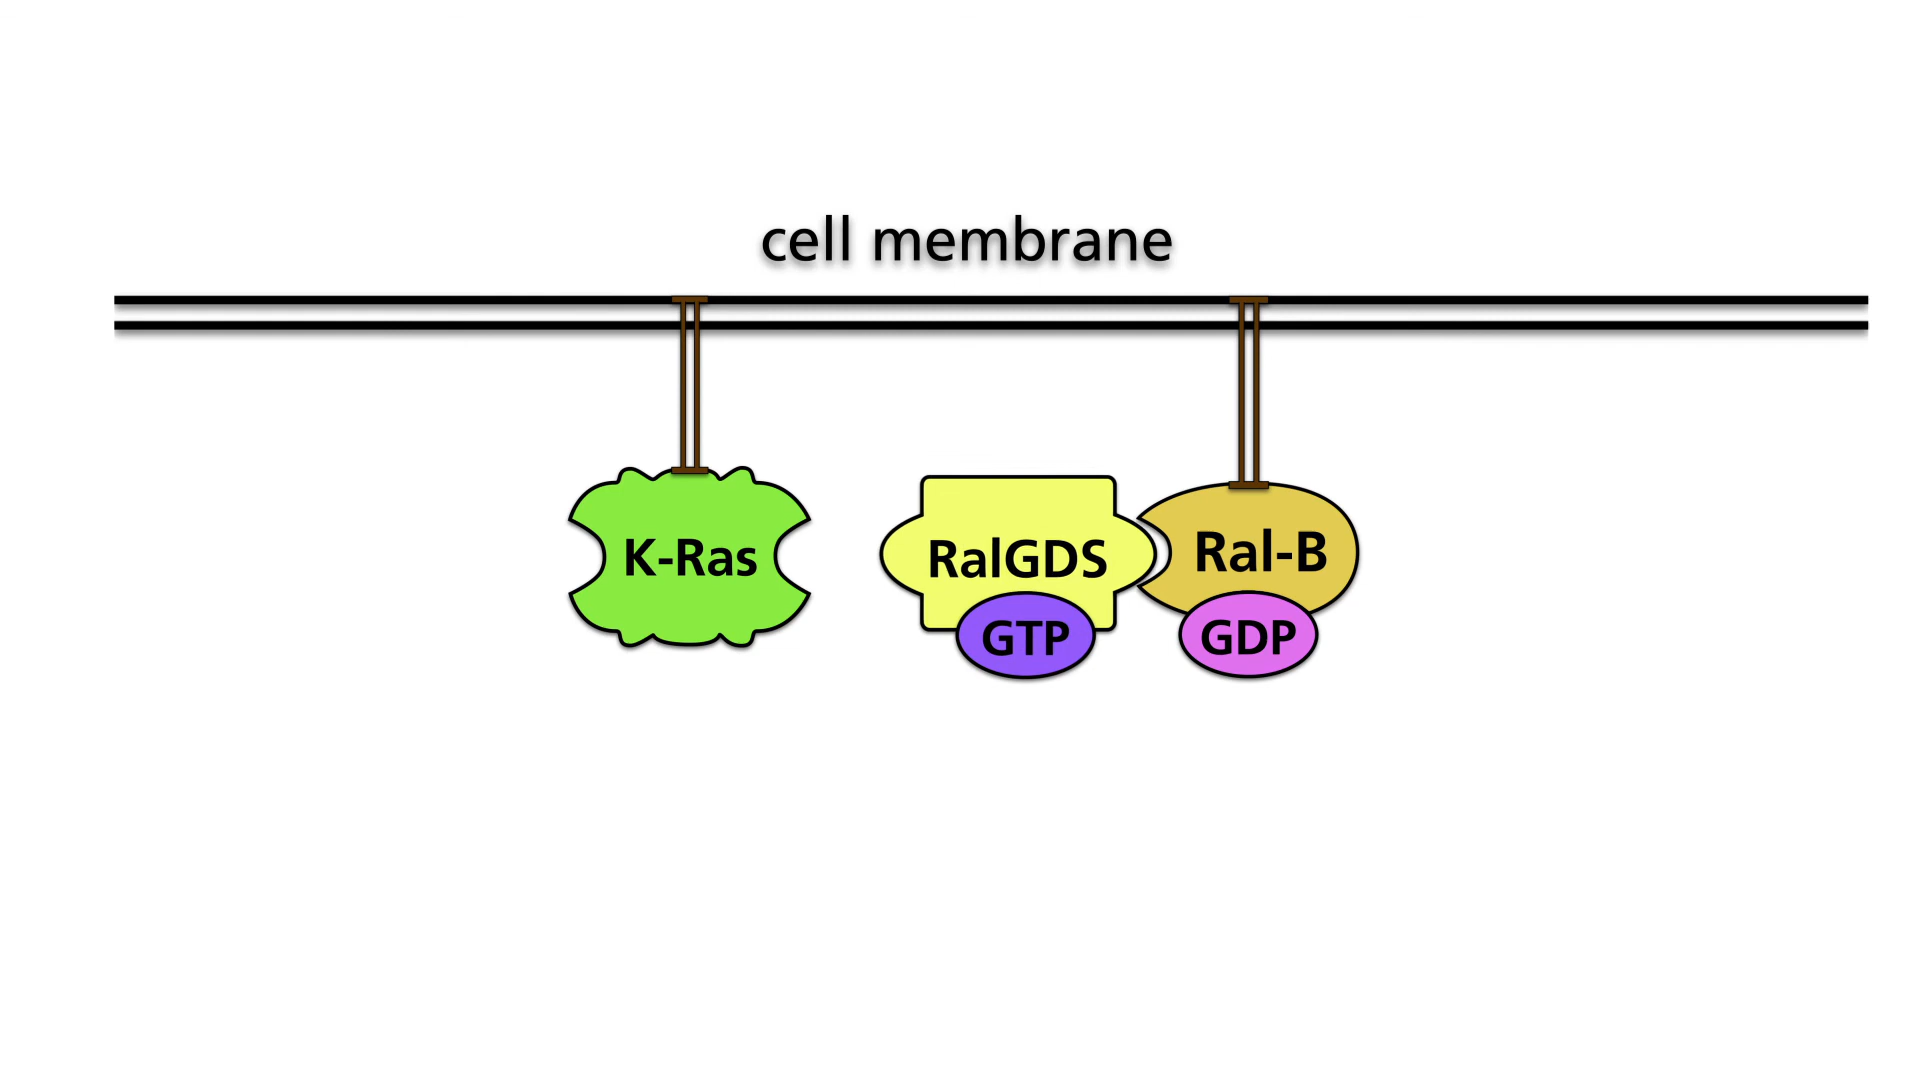 cell membrane
K-Ras
RalGDS
Ral-B
GTP
GDP